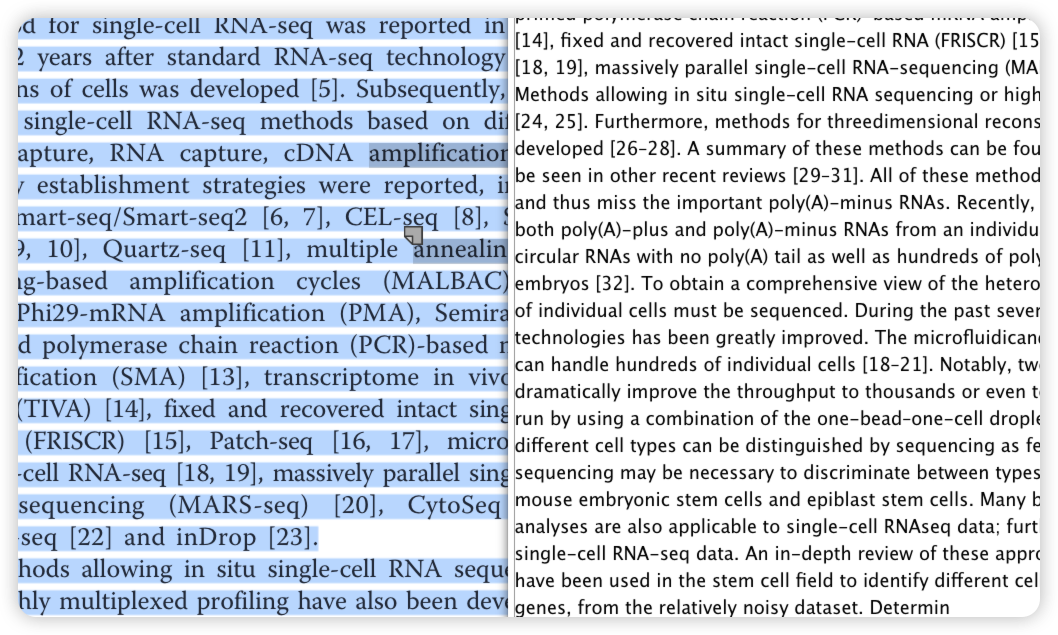 for single-cell RNA-seq was reported in
2 years after standard RNA-seq technology
of cells was developed [5]. Subsequently,
single-cell RNA-seq methods based on
capture, RNA capture, cDNA amplification
establishment strategies were reported,
Smart-seq/Smart-seq2 [6, 7], CEL-seq [8],
9, 10], Quartz-seq [11], multiple annealin
ng-based amplification cycles (MALBAC)
Phi29-mRNA amplification (PMA), Semira
d polymerase chain reaction (PCR)-based
fication (SMA) [13], transcriptome in vivo
(TIVA) [14], fixed and recovered intact sing
(FRISCR) [15], Patch-seq [16, 17], micro
-cell RNA-seq [18, 19], massively parallel sing
sequencing (MARS-seq) [20], CytoSeq
-seq [22] and inDrop [23].
hods allowing in situ single-cell RNA seque
hly multiplexed profiling have also been deve
primed polymerase chain reaction (PCR)-based mRNA amp
[14], fixed and recovered intact single-cell RNA (FRISCR) [15
[18, 19], massively parallel single-cell RNA-sequencing (MA
Methods allowing in situ single-cell RNA sequencing or high
[24, 25]. Furthermore, methods for threedimensional recons
developed [26-28]. A summary of these methods can be fou
be seen in other recent reviews [29-31]. All of these method
and thus miss the important poly(A)-minus RNAs. Recently,
both poly(A)-plus and poly(A)-minus RNAs from an individu
circular RNAs with no poly(A) tail as well as hundreds of poly
embryos [32]. To obtain a comprehensive view of the hetero
of individual cells must be sequenced. During the past sever
technologies has been greatly improved. The microfluidicand
can handle hundreds of individual cells [18-21]. Notably, two
dramatically improve the throughput to thousands or even t
run by using a combination of the one-bead-one-cell drople
different cell types can be distinguished by sequencing as fe
sequencing may be necessary to discriminate between types
mouse embryonic stem cells and epiblast stem cells. Many b
analyses are also applicable to single-cell RNAseq data; furt
single-cell RNA-seq data. An in-depth review of these appro
have been used in the stem cell field to identify different cel
genes, from the relatively noisy dataset. Determin